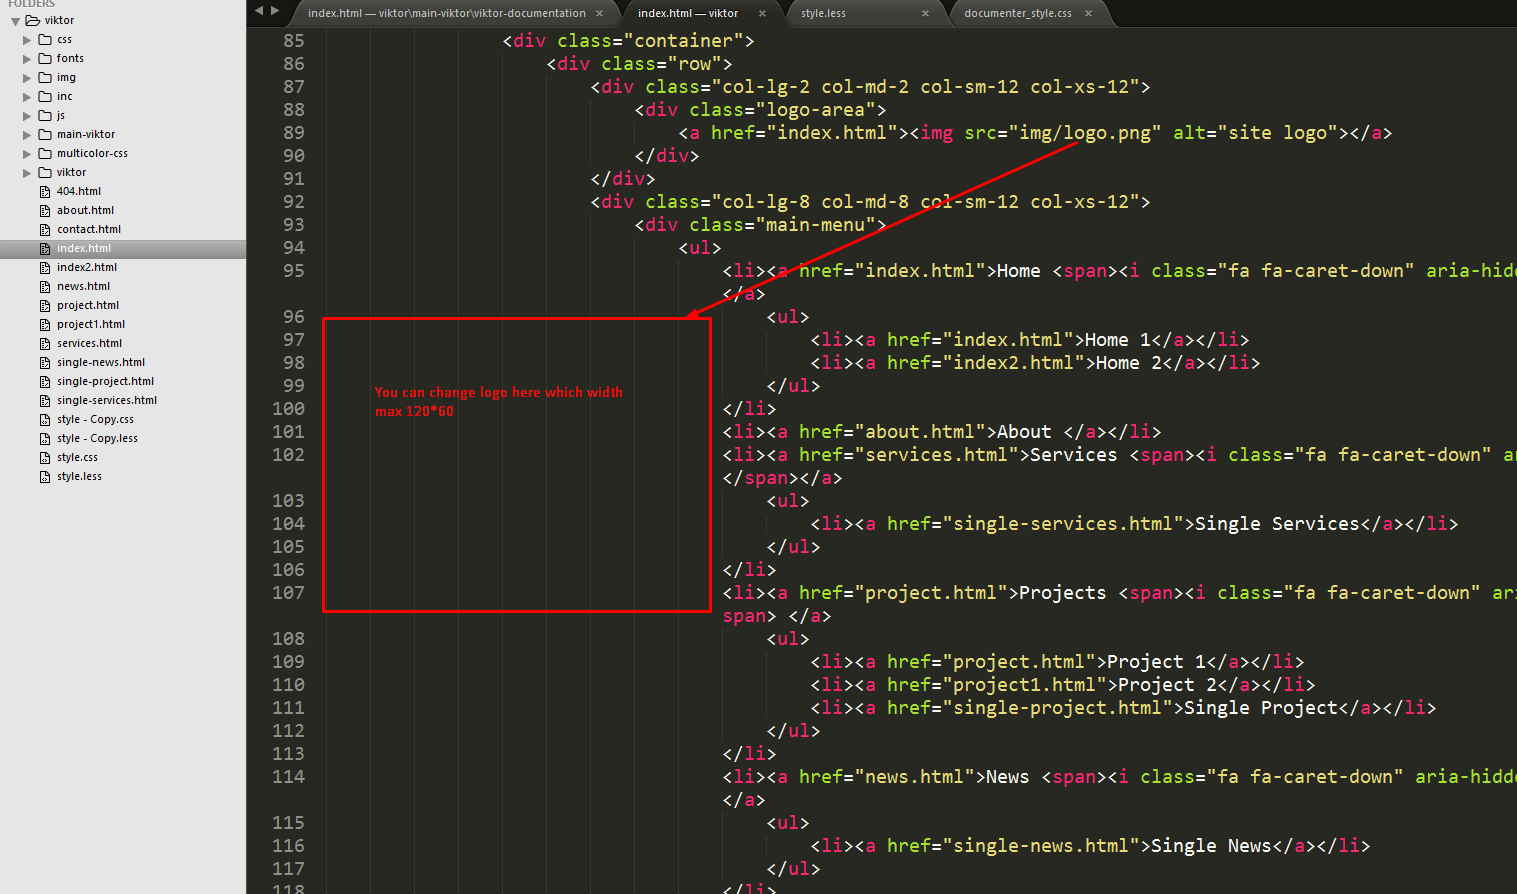 FOLDERS
viktor
css
fonts
img
inc
js
main-viktor
multicolor-css
viktor
404.html
about.html
contact.html
index.html
index2.html
news.html
project.html
project1.html
services.html
single-news.html
single-project.html
single-services.html
style - Copy.css
style - Copy.less
style.css
style.less
index.html — viktor\main-viktor\viktor-documentation × index.html — viktor × style.less × documenter_style.css ×
85 <div class="container">
86 <div class="row">
87 <div class="col-lg-2 col-md-2 col-sm-12 col-xs-12">
88 <div class="logo-area">
89 <a href="index.html"><img src="img/logo.png" alt="site logo"></a>
90 </div>
91 </div>
92 <div class="col-lg-8 col-md-8 col-sm-12 col-xs-12">
93 <div class="main-menu">
94 <ul>
95 <li><a href="index.html">Home <span><i class="fa fa-caret-down" aria-hidd
</a>
96 <ul>
97 <li><a href="index.html">Home 1</a></li>
98 <li><a href="index2.html">Home 2</a></li>
99 </ul>
100 </li>
101 <li><a href="about.html">About </a></li>
102 <li><a href="services.html">Services <span><i class="fa fa-caret-down" a
</span></a>
103 <ul>
104 <li><a href="single-services.html">Single Services</a></li>
105 </ul>
106 </li>
107 <li><a href="project.html">Projects <span><i class="fa fa-caret-down" ari
span> </a>
108 <ul>
109 <li><a href="project.html">Project 1</a></li>
110 <li><a href="project1.html">Project 2</a></li>
111 <li><a href="single-project.html">Single Project</a></li>
112 </ul>
113 </li>
114 <li><a href="news.html">News <span><i class="fa fa-caret-down" aria-hidd
</a>
115 <ul>
116 <li><a href="single-news.html">Single News</a></li>
117 </ul>
118 </li>
You can change logo here which width
max 120*60